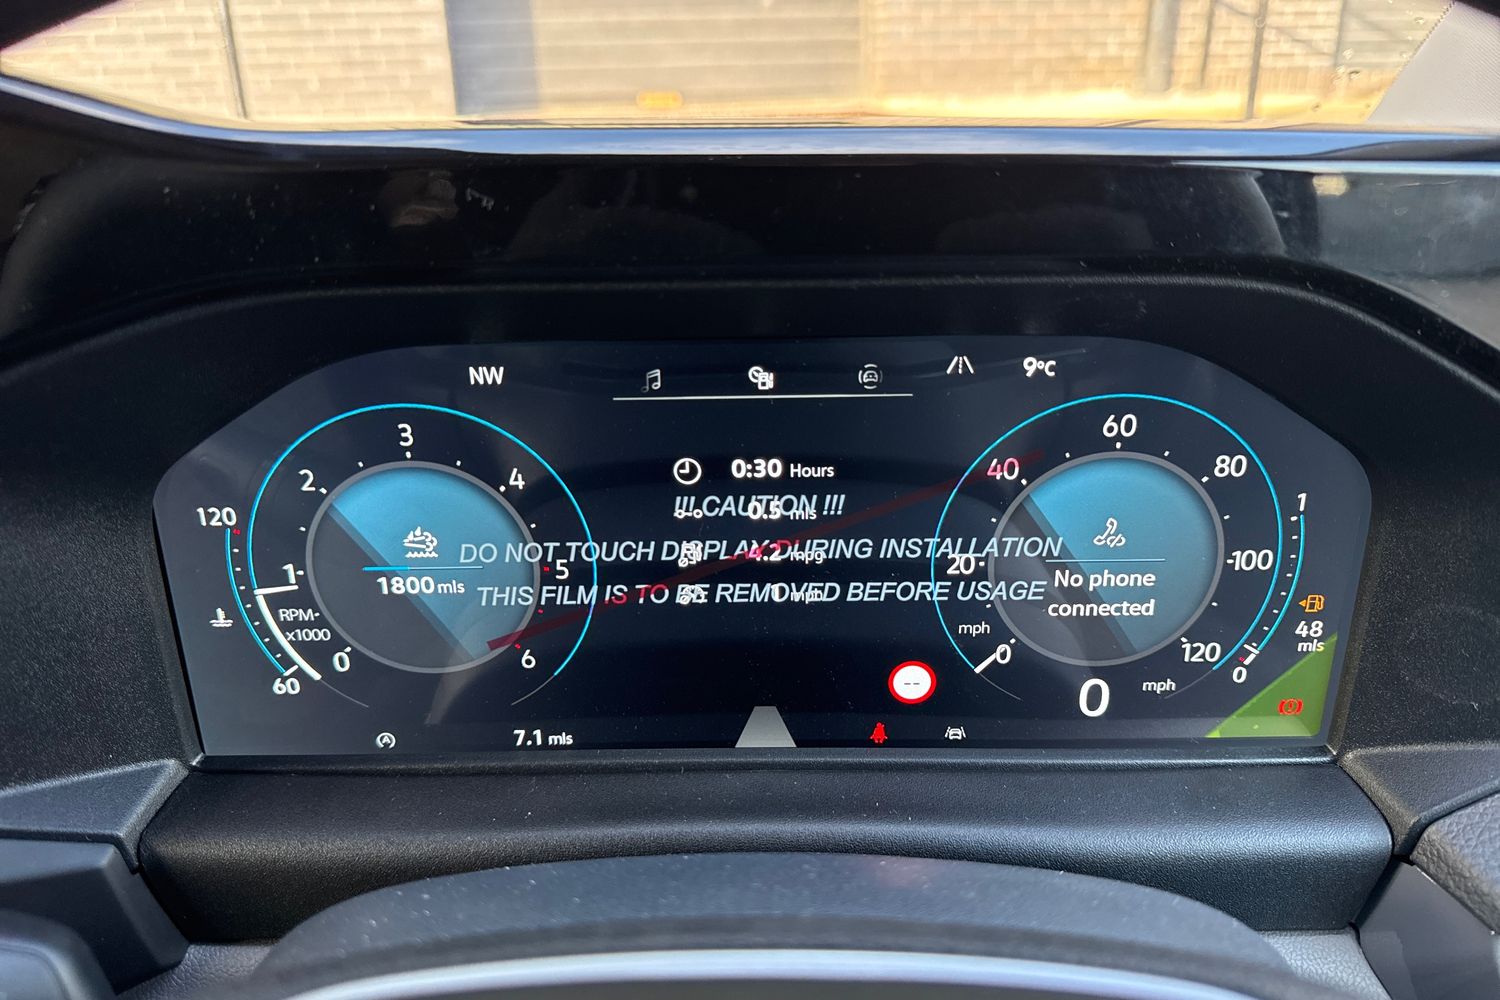 NW
9°C
3
2
4
1
5
RPM
x1000
0
6
120
60
1800 mls
7.1 mls
0:30 Hours
0.5 mls
4.2 mpg
1 mph
!!! CAUTION !!!
DO NOT TOUCH DISPLAY DURING INSTALLATION
THIS FILM IS TO BE REMOVED BEFORE USAGE
60
40
80
20
100
mph
0
120
No phone
connected
0 mph
--
1
48
mls
0